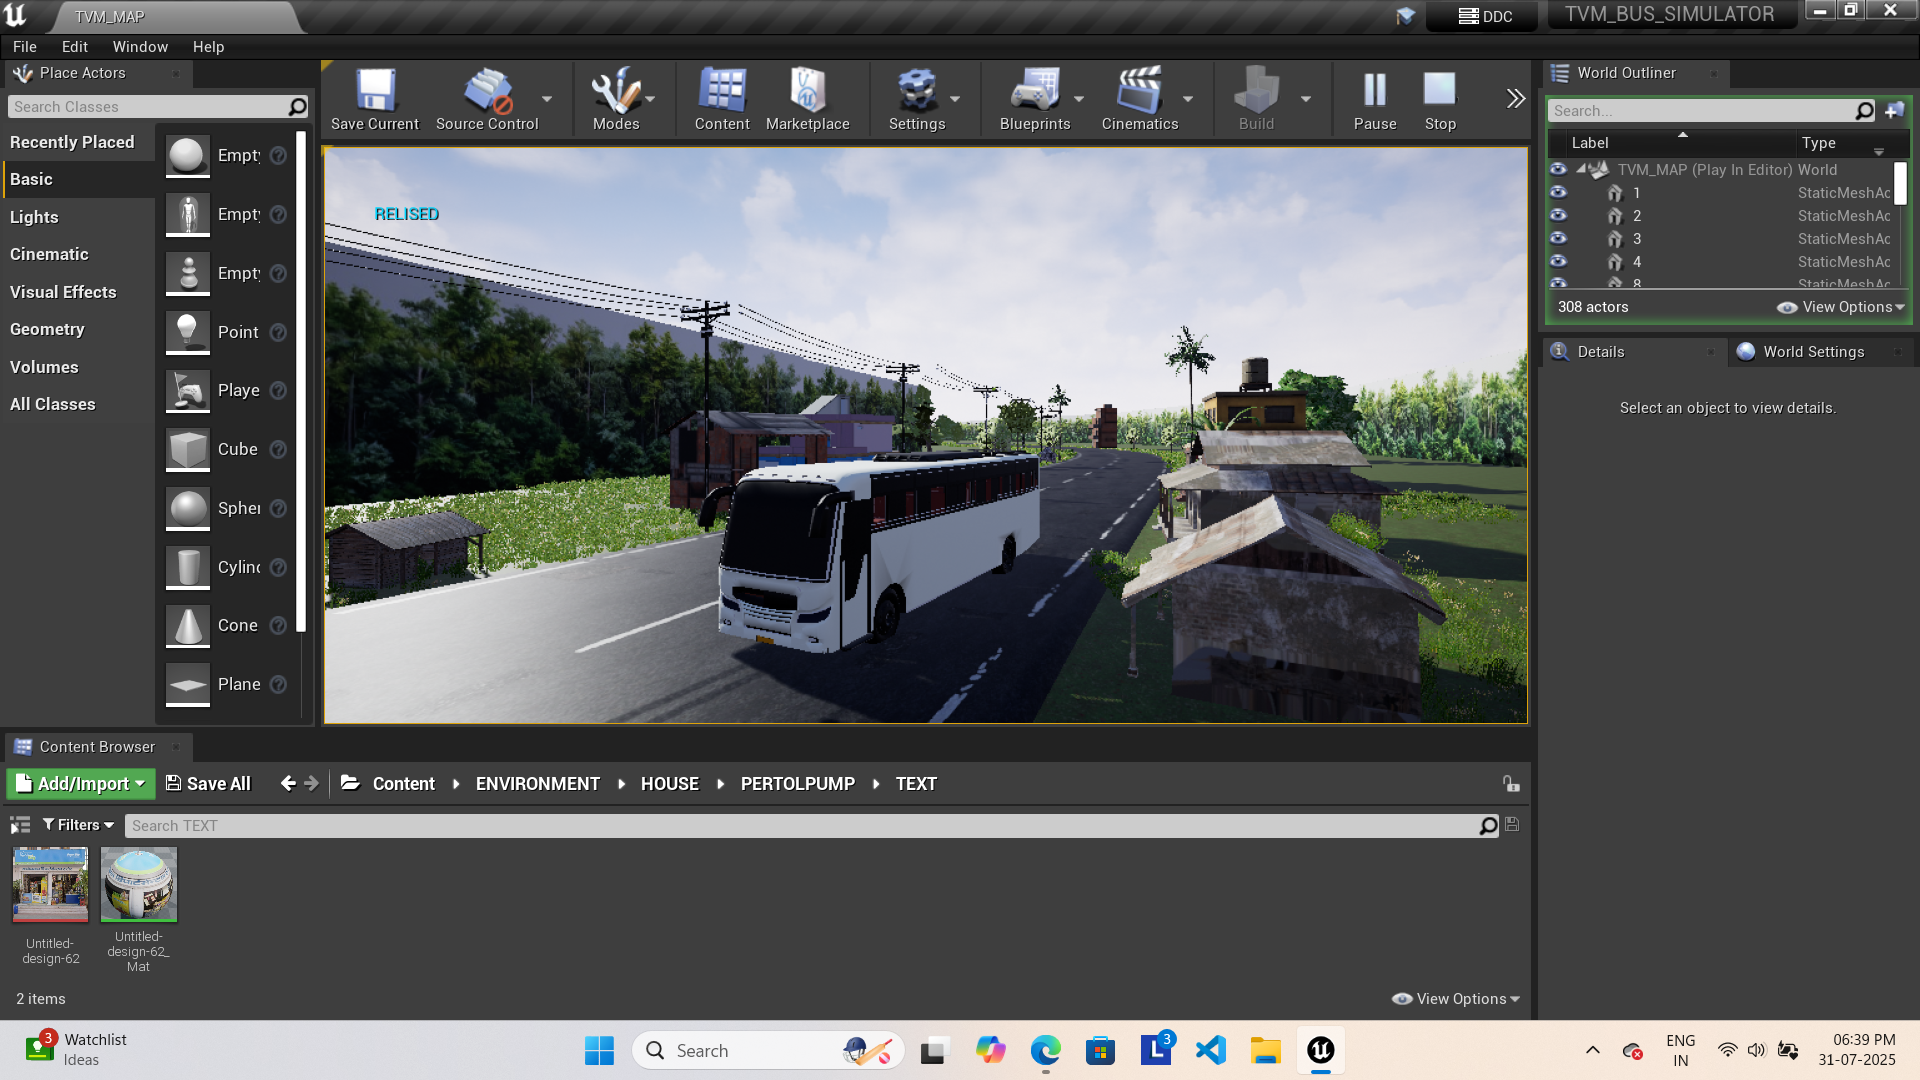 TVM_MAP
DDC
TVM_BUS_SIMULATOR
File Edit Window Help
Place Actors
Search Classes
Recently Placed
Basic
Lights
Cinematic
Visual Effects
Geometry
Volumes
All Classes
Empty
Empty
Empty
Point
Playe
Cube
Spher
Cylinc
Cone
Plane
Save Current
Source Control
Modes
Content
Marketplace
Settings
Blueprints
Cinematics
Build
Pause
Stop
RELISED
World Outliner
Search...
Label Type
TVM_MAP (Play In Editor) World
1 StaticMeshAc
2 StaticMeshAc
3 StaticMeshAc
4 StaticMeshAc
8 StaticMeshAc
308 actors
View Options
Details
World Settings
Select an object to view details.
Content Browser
Add/Import
Save All
Content
ENVIRONMENT
HOUSE
PERTOLPUMP
TEXT
Filters
Search TEXT
Untitled-
design-62
Untitled-
design-62_
Mat
2 items
View Options
3
Watchlist
Ideas
Search
3
ENG
IN
06:39 PM
31-07-2025